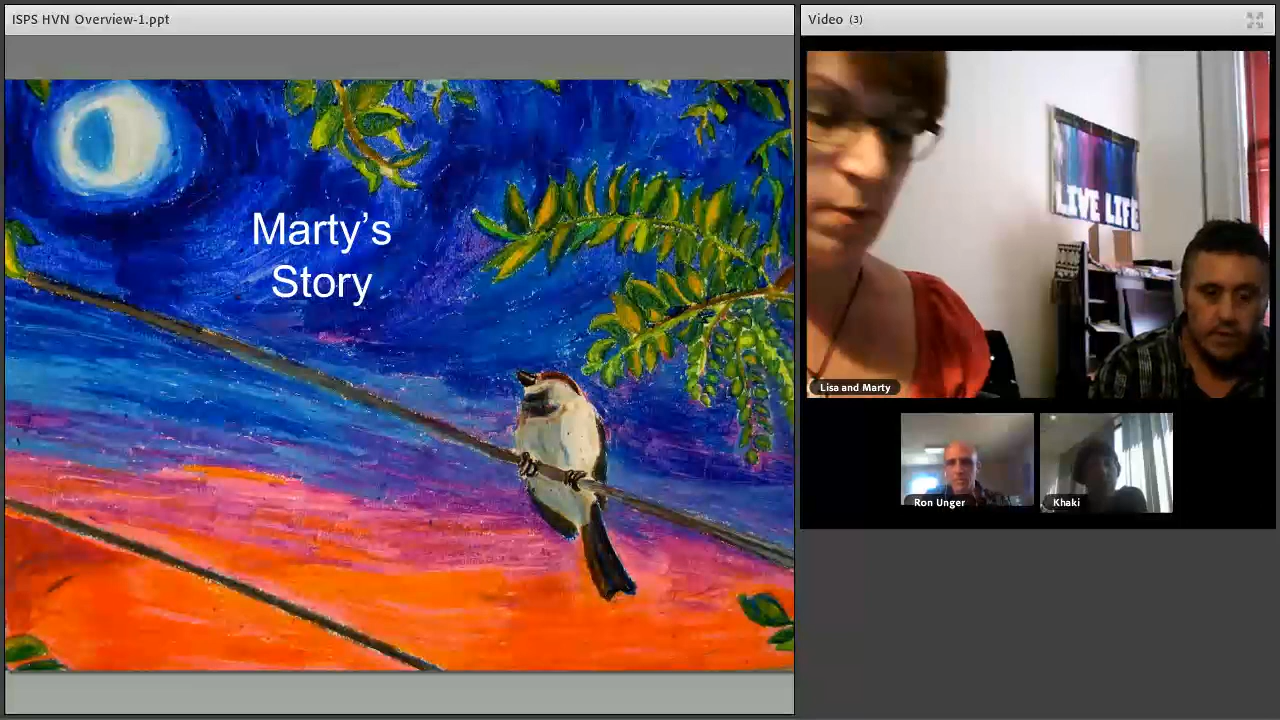 ISPS HVN Overview-1.ppt
Marty's
Story
Video (3)
LIVE LIFE
Lisa and Marty
Ron Unger
Khaki